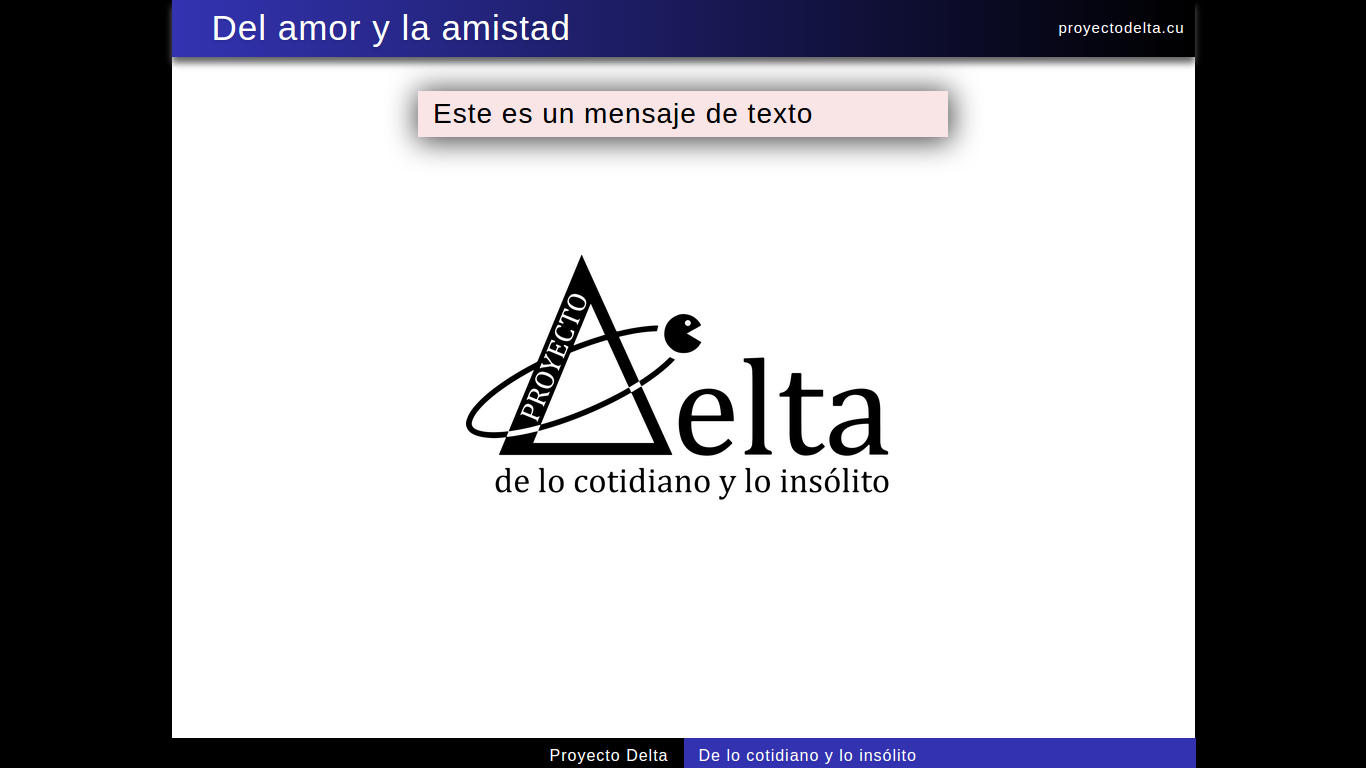 Del amor y la amistad
proyectodelta.cu
Este es un mensaje de texto
PROYECTO
elta
de lo cotidiano y lo insólito
Proyecto Delta
De lo cotidiano y lo insólito